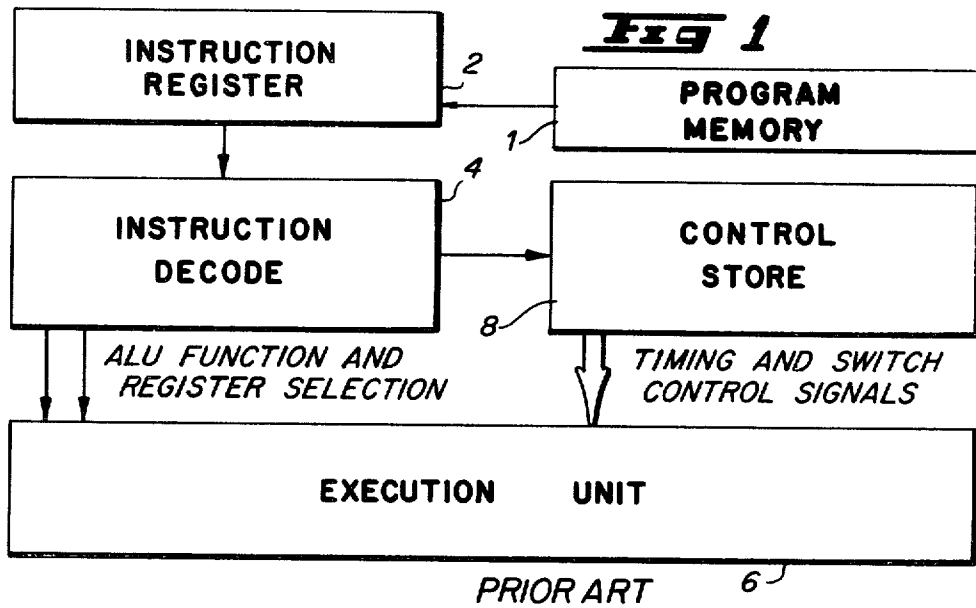 Fig 1
INSTRUCTION
REGISTER
2
PROGRAM
MEMORY
1
4
INSTRUCTION
DECODE
CONTROL
STORE
8
ALU FUNCTION AND
REGISTER SELECTION
TIMING AND SWITCH
CONTROL SIGNALS
EXECUTION UNIT
6
PRIOR ART